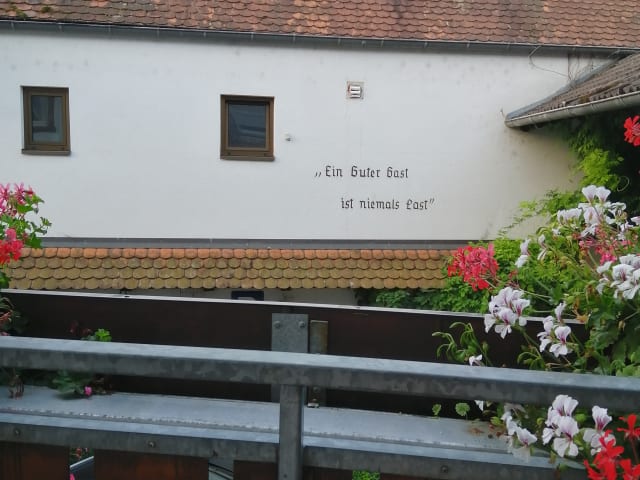 „Ein Guter Gast
ist niemals Last”